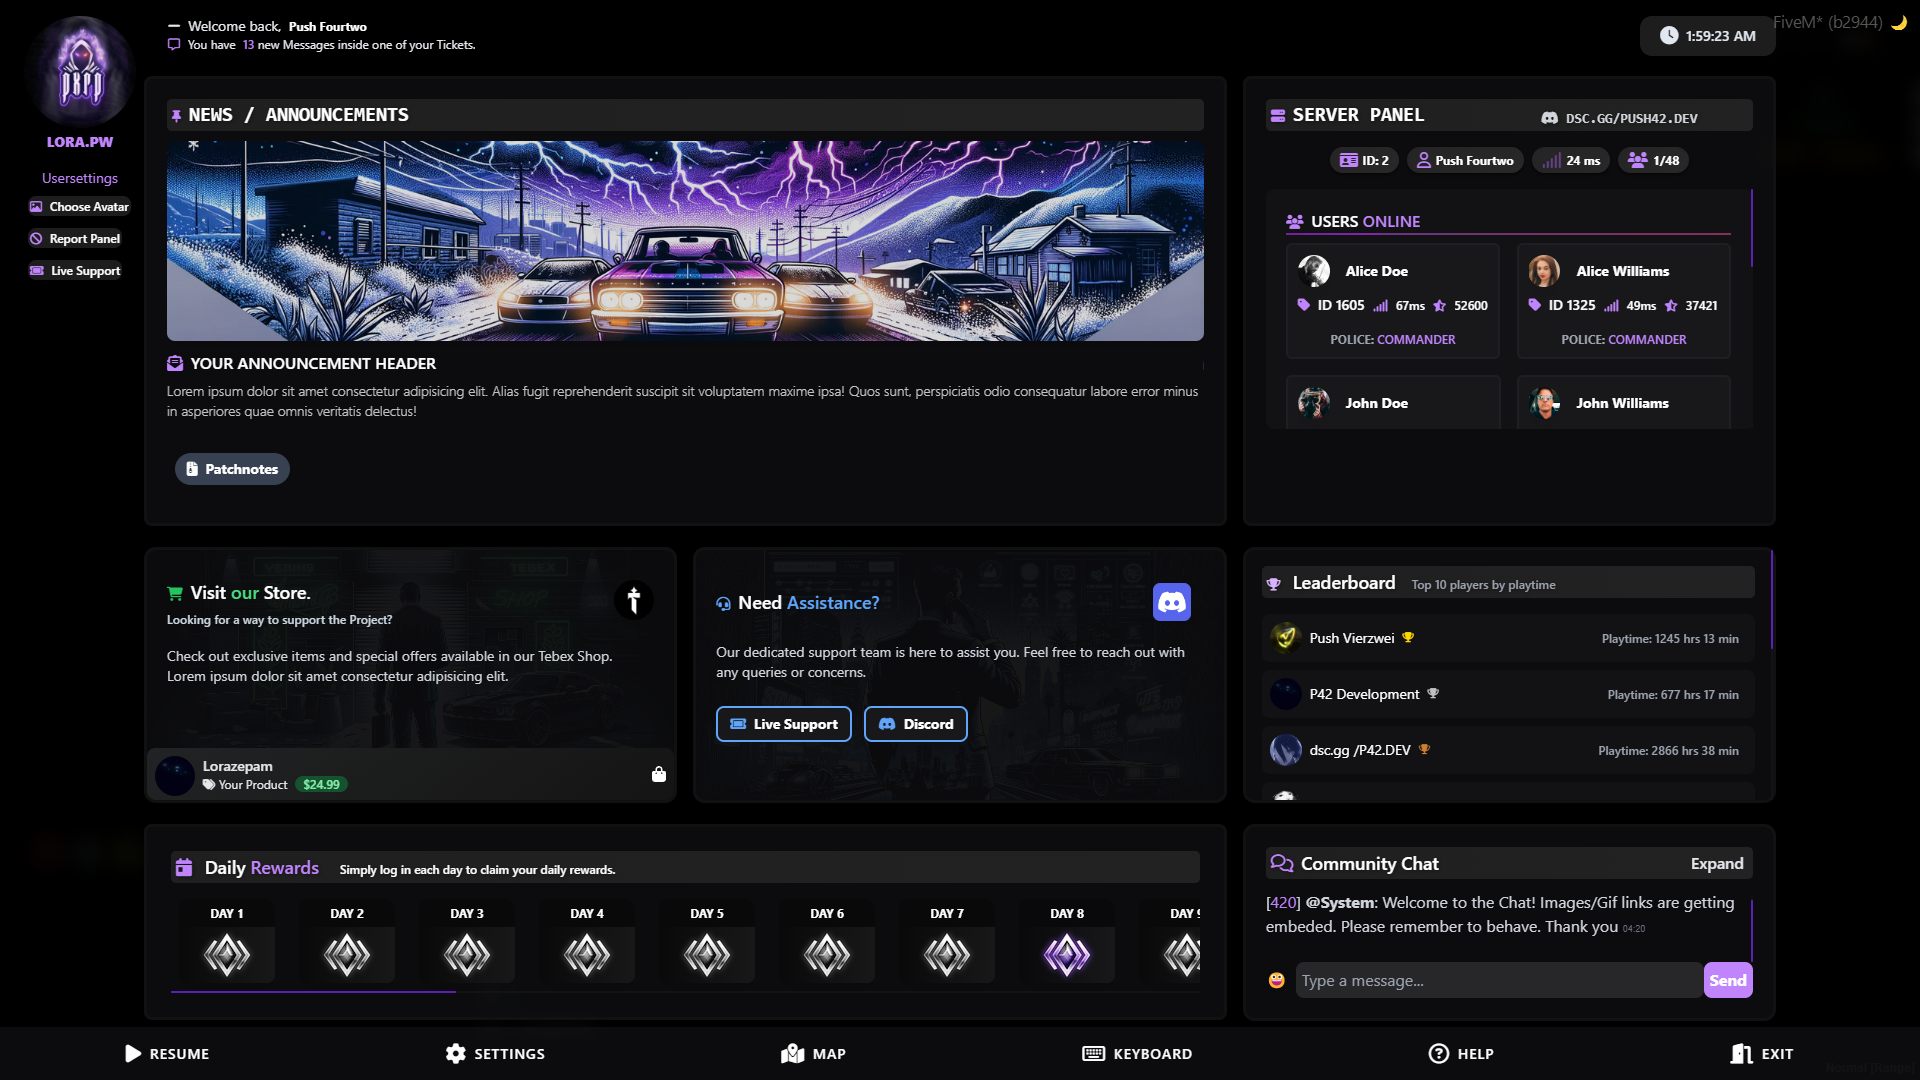 Welcome back, Push Fourtwo
You have 13 new Messages inside one of your Tickets.
1:59:23 AM
FiveM* (b2944)
PXPD
LORA.PW
Usersettings
Choose Avatar
Report Panel
Live Support
NEWS / ANNOUNCEMENTS
YOUR ANNOUNCEMENT HEADER
Lorem ipsum dolor sit amet consectetur adipisicing elit. Alias fugit reprehenderit suscipit sit voluptatem maxime ipsa! Quos sunt, perspiciatis odio consequatur labore error minus
in asperiores quae omnis veritatis delectus!
Patchnotes
SERVER PANEL
DSC.GG/PUSH42.DEV
ID: 2
Push Fourtwo
24 ms
1/48
USERS ONLINE
Alice Doe
ID 1605 67ms 52600
POLICE: COMMANDER
Alice Williams
ID 1325 49ms 37421
POLICE: COMMANDER
John Doe
John Williams
Visit our Store.
Looking for a way to support the Project?
Check out exclusive items and special offers available in our Tebex Shop.
Lorem ipsum dolor sit amet consectetur adipisicing elit.
Lorazepam
Your Product $24.99
Need Assistance?
Our dedicated support team is here to assist you. Feel free to reach out with
any queries or concerns.
Live Support
Discord
Leaderboard Top 10 players by playtime
Push Vierzwei Playtime: 1245 hrs 13 min
P42 Development Playtime: 677 hrs 17 min
dsc.gg /P42.DEV Playtime: 2866 hrs 38 min
Daily Rewards Simply log in each day to claim your daily rewards.
DAY 1
DAY 2
DAY 3
DAY 4
DAY 5
DAY 6
DAY 7
DAY 8
DAY 9
Community Chat
Expand
[420] @System: Welcome to the Chat! Images/Gif links are getting
embeded. Please remember to behave. Thank you 04:20
Type a message...
Send
RESUME
SETTINGS
MAP
KEYBOARD
HELP
EXIT